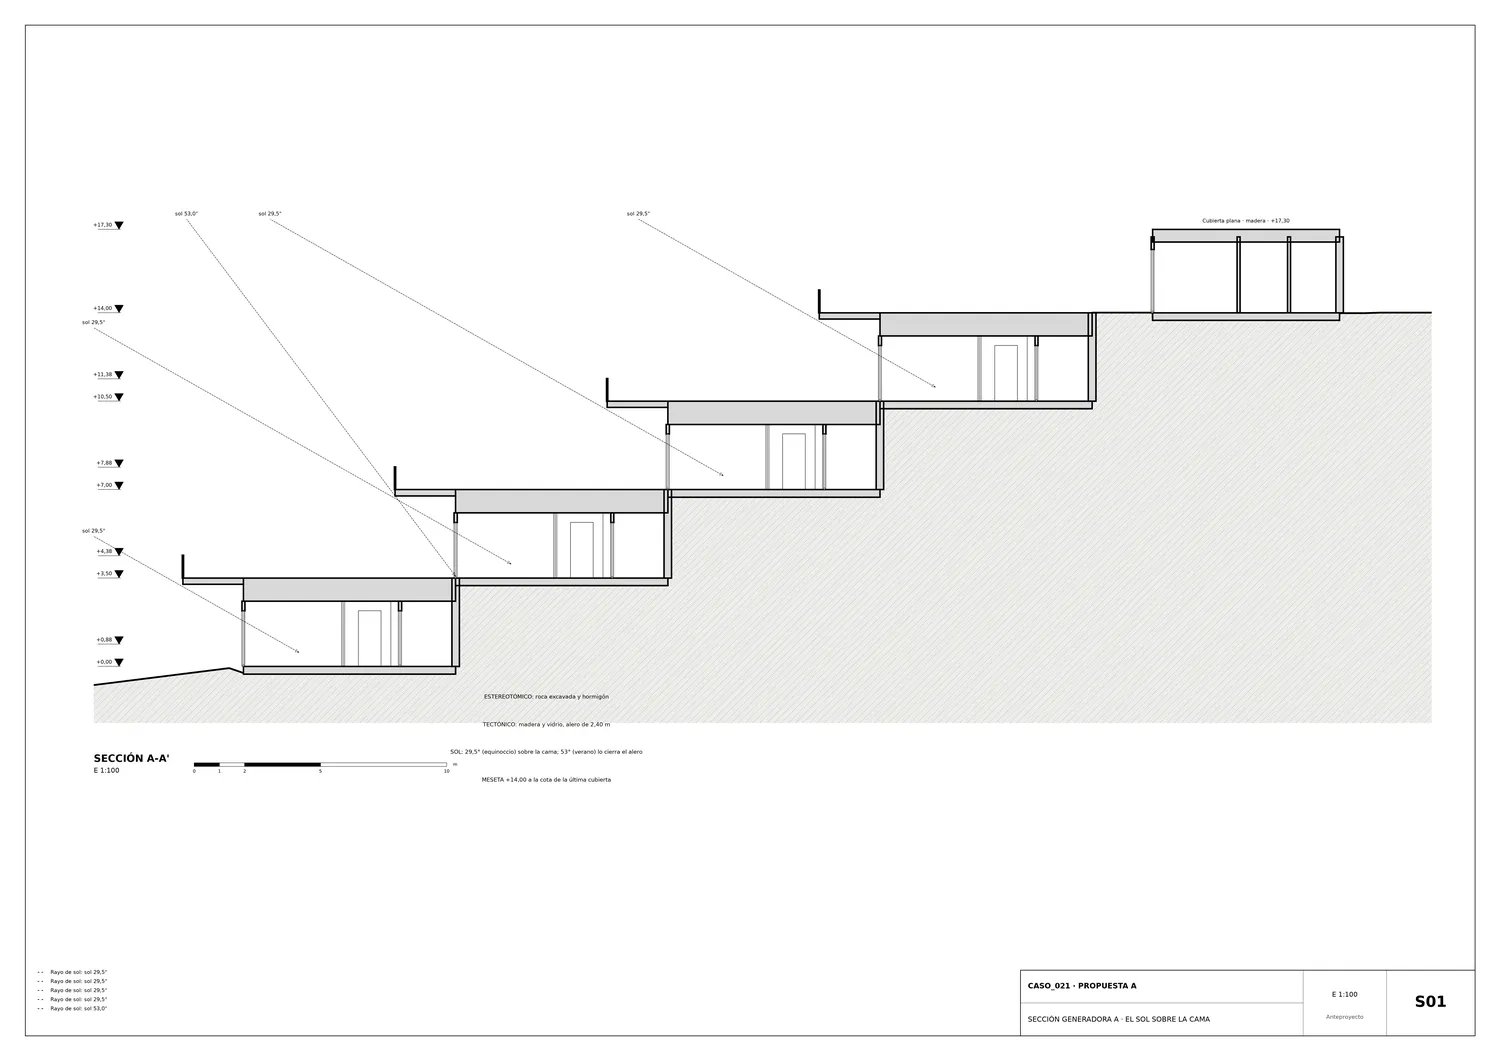 sol 53,0°
sol 29,5°
sol 29,5°
+17,30
Cubierta plana · madera · +17,30
+14,00
sol 29,5°
+11,38
+10,50
+7,88
+7,00
sol 29,5°
+4,38
+3,50
+0,88
+0,00
ESTEREOTÓMICO: roca excavada y hormigón
TECTÓNICO: madera y vidrio, alero de 2,40 m
SOL: 29,5° (equinoccio) sobre la cama; 53° (verano) lo cierra el alero
MESETA +14,00 a la cota de la última cubierta
SECCIÓN A-A'
E 1:100
0 1 2 5 10 m
-- Rayo de sol: sol 29,5°
-- Rayo de sol: sol 29,5°
-- Rayo de sol: sol 29,5°
-- Rayo de sol: sol 29,5°
-- Rayo de sol: sol 53,0°
CASO_021 · PROPUESTA A
SECCIÓN GENERADORA A · EL SOL SOBRE LA CAMA
E 1:100
Anteproyecto
S01